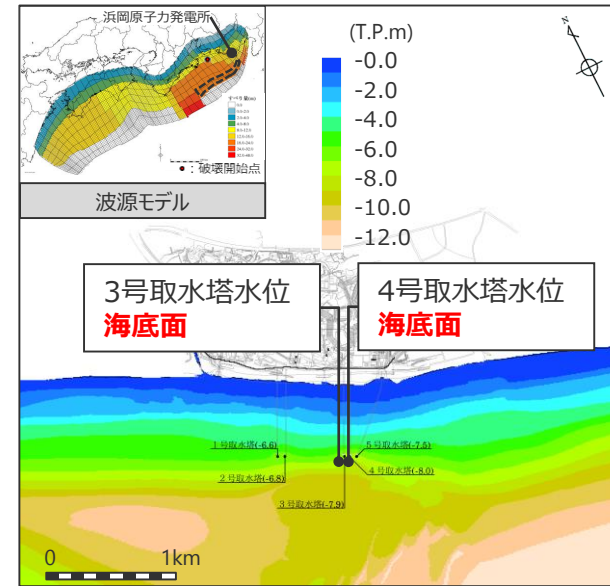 浜岡原子力発電所
すべり量(m)
●：破壊開始点
波源モデル
N
(T.P.m)
-0.0
-2.0
-4.0
-6.0
-8.0
-10.0
-12.0
3号取水塔水位
海底面
4号取水塔水位
海底面
1号取水塔(-6.6)
5号取水塔(-7.5)
2号取水塔(-6.8)
4号取水塔(-8.0)
3号取水塔(-7.9)
0 1km